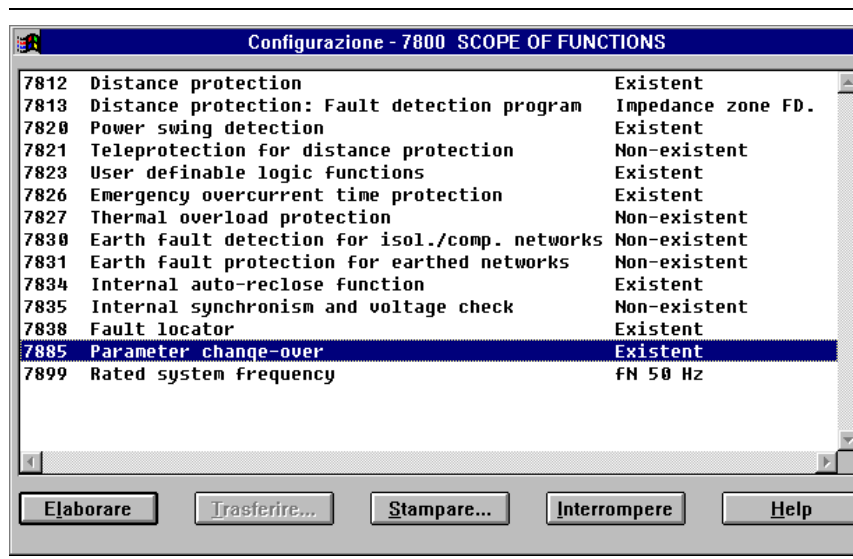 Configurazione - 7800 SCOPE OF FUNCTIONS
7812 Distance protection Existent
7813 Distance protection: Fault detection program Impedance zone FD.
7820 Power swing detection Existent
7821 Teleprotection for distance protection Non-existent
7823 User definable logic functions Existent
7826 Emergency overcurrent time protection Existent
7827 Thermal overload protection Non-existent
7830 Earth fault detection for isol./comp. networks Non-existent
7831 Earth fault protection for earthed networks Non-existent
7834 Internal auto-reclose function Existent
7835 Internal synchronism and voltage check Non-existent
7838 Fault locator Existent
7885 Parameter change-over Existent
7899 Rated system frequency fN 50 Hz
Elaborare Trasferire... Stampare... Interrompere Help